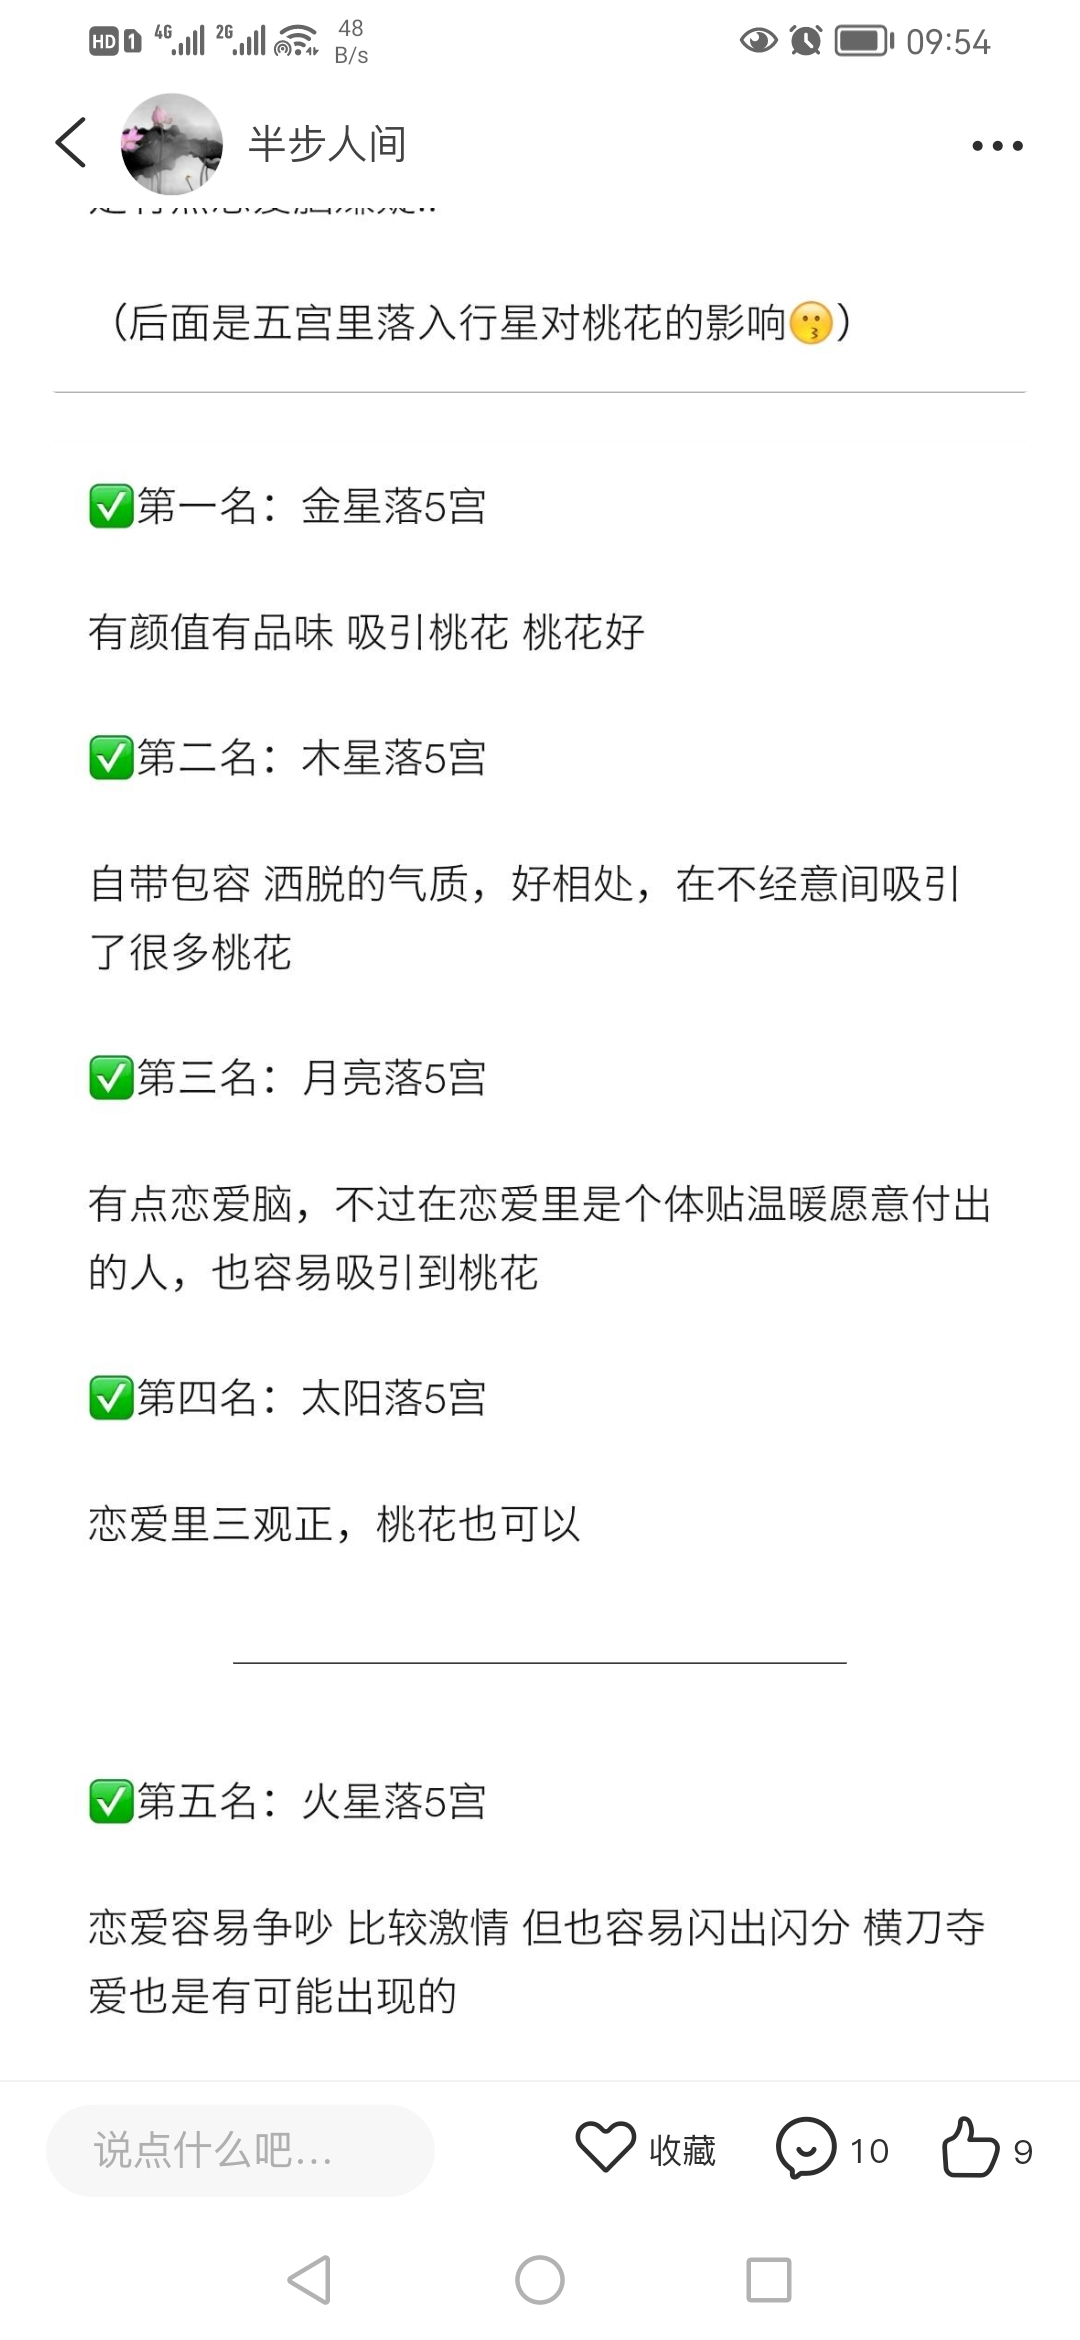 HD 1 4G 2G 48 B/s 09:54
半步人间
（后面是五宫里落入行星对桃花的影响😗）
✅第一名：金星落5宫
有颜值有品味 吸引桃花 桃花好
✅第二名：木星落5宫
自带包容 洒脱的气质，好相处，在不经意间吸引
了很多桃花
✅第三名：月亮落5宫
有点恋爱脑，不过在恋爱里是个体贴温暖愿意付出
的人，也容易吸引到桃花
✅第四名：太阳落5宫
恋爱里三观正，桃花也可以
✅第五名：火星落5宫
恋爱容易争吵 比较激情 但也容易闪出闪分 横刀夺
爱也是有可能出现的
说点什么吧...
收藏
10
9